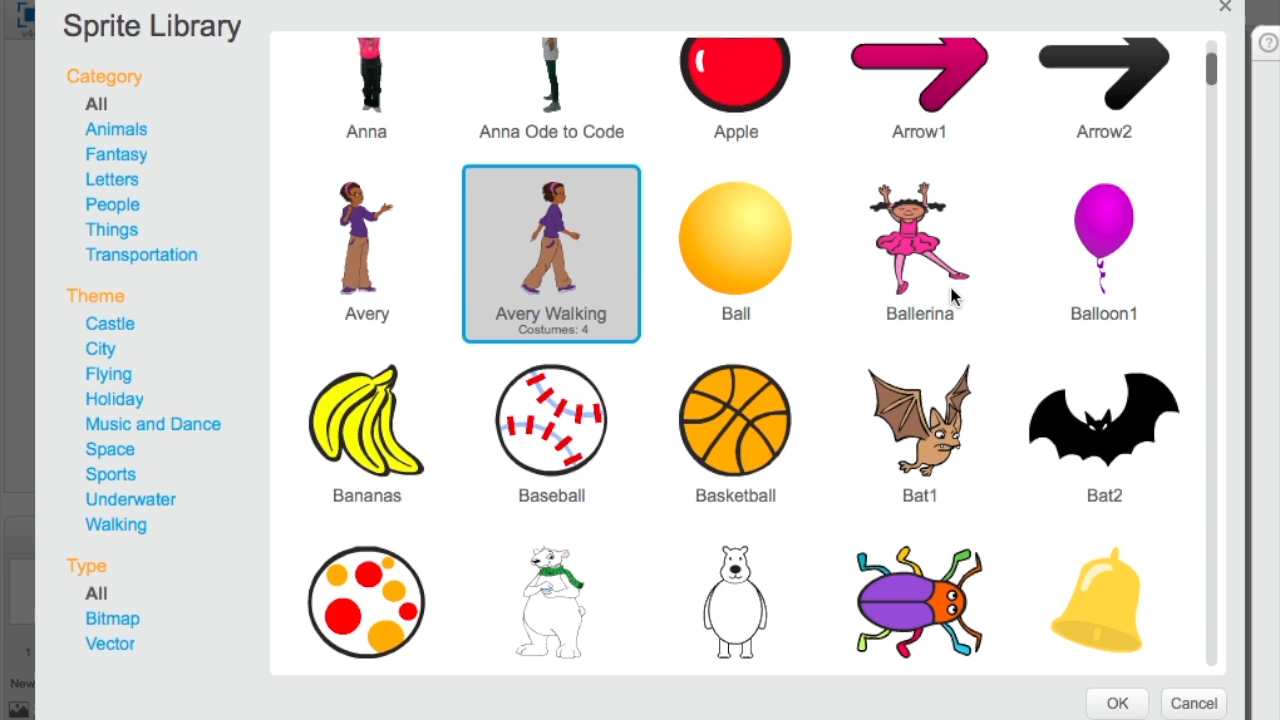 Sprite Library
Category
All
Animals
Fantasy
Letters
People
Things
Transportation
Theme
Castle
City
Flying
Holiday
Music and Dance
Space
Sports
Underwater
Walking
Type
All
Bitmap
Vector
Anna
Anna Ode to Code
Apple
Arrow1
Arrow2
Avery
Avery Walking
Costumes: 4
Ball
Ballerina
Balloon1
Bananas
Baseball
Basketball
Bat1
Bat2
OK
Cancel
1
New
?